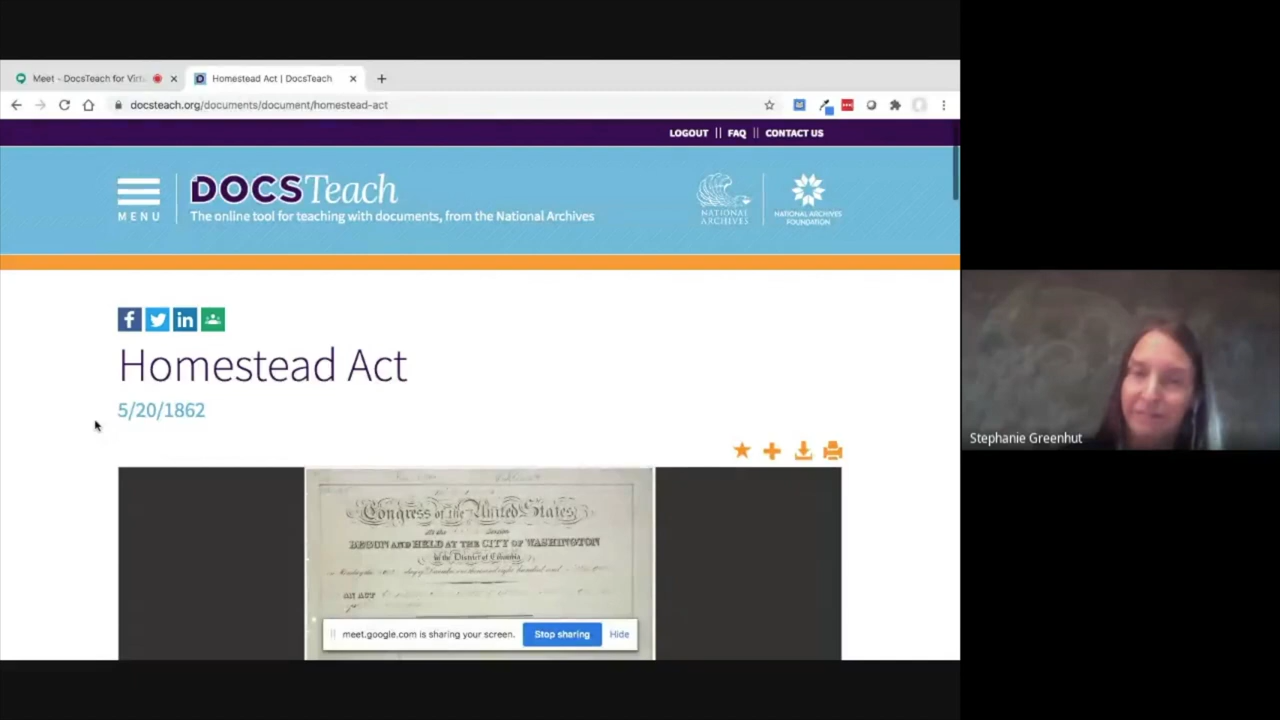 Meet - DocsTeach for Virtu
Homestead Act | DocsTeach
docsteach.org/documents/document/homestead-act
LOGOUT || FAQ || CONTACT US
MENU
DOCSTeach
The online tool for teaching with documents, from the National Archives
NATIONAL
ARCHIVES
NATIONAL ARCHIVES
FOUNDATION
Homestead Act
5/20/1862
Congress of the United States,
At the
BEGUN AND HELD AT THE CITY OF WASHINGTON
in the District of Columbia
AN ACT
meet.google.com is sharing your screen.
Stop sharing
Hide
Stephanie Greenhut